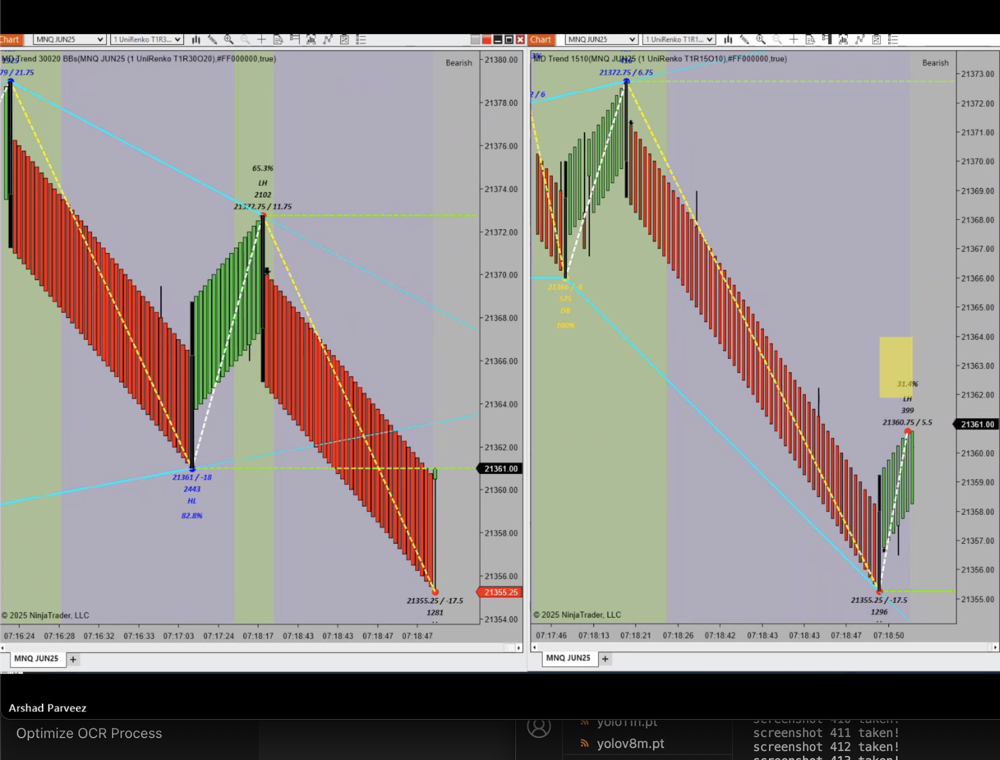 Chart MNQ JUN25 1 UniRenko T1R3...
MD Trend 30020 BBs(MNQ JUN25 (1 UniRenko T1R30O20),#FF000000,true)
Bearish
79 / 21.75
65.3%
LH
2102
21372.75 / 11.75
21361 / -18
2443
HL
82.8%
21355.25 / -17.5
1281
21380.00
21378.00
21376.00
21374.00
21372.00
21370.00
21368.00
21366.00
21364.00
21362.00
21361.00
21360.00
21358.00
21356.00
21355.25
21354.00
© 2025 NinjaTrader, LLC
07:16:24 07:16:28 07:16:32 07:16:33 07:17:03 07:17:24 07:18:17 07:18:43 07:18:43 07:18:47 07:18:47
MNQ JUN25 +
Chart MNQ JUN25 1 UniRenko T1R1...
MD Trend 1510(MNQ JUN25 (1 UniRenko T1R15O10),#FF000000,true)
Bearish
21372.75 / 6.75
2 / 6
575
DB
100%
31.4%
LH
399
21360.75 / 5.5
21355.25 / -17.5
1296
21373.00
21372.00
21371.00
21370.00
21369.00
21368.00
21367.00
21366.00
21365.00
21364.00
21363.00
21362.00
21361.00
21360.00
21359.00
21358.00
21357.00
21356.00
21355.00
© 2025 NinjaTrader, LLC
07:17:46 07:18:13 07:18:21 07:18:26 07:18:42 07:18:43 07:18:46 07:18:47 07:18:50
MNQ JUN25 +
Arshad Parveez
Optimize OCR Process
yolo11n.pt
yolov8m.pt
screenshot 410 taken!
screenshot 411 taken!
screenshot 412 taken!
screenshot 413 taken!